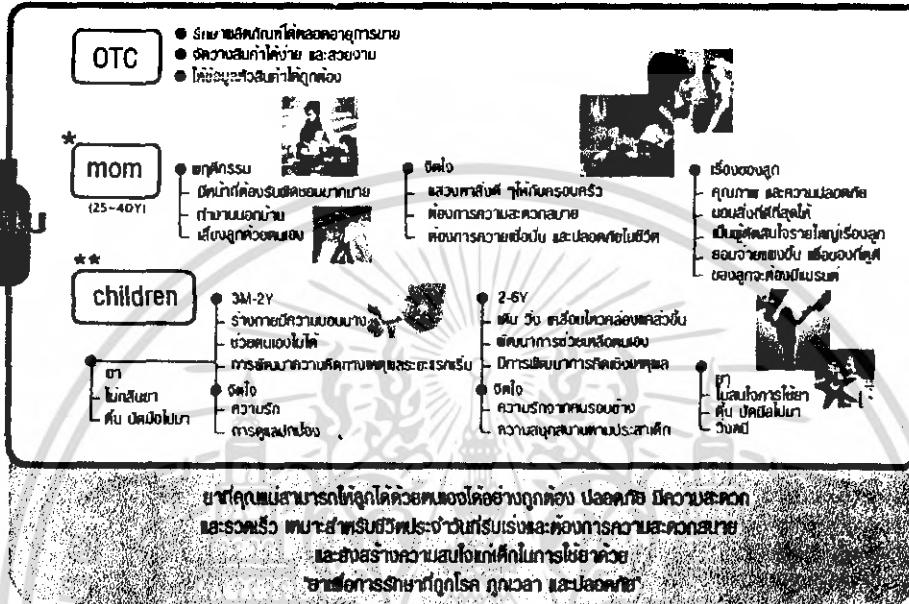 OTC
● รักษาผลิตภัณฑ์ได้ตลอดอายุการขาย
● จัดวางสินค้าได้ง่าย และสวยงาม
● ให้ข้อมูลตัวสินค้าได้ถูกต้อง
*
mom
(25-40Y)
● พฤติกรรม
มีหน้าที่ต้องรับผิดชอบมากมาย
ทำงานนอกบ้าน
เลี้ยงลูกด้วยตนเอง
● จิตใจ
แสวงหาสิ่งดี ๆให้กับครอบครัว
ต้องการความสะดวกสบาย
ต้องการความเชื่อมั่น และปลอดภัยในชีวิต
● เรื่องของลูก
คุณภาพ และความปลอดภัย
มอบสิ่งที่ดีที่สุดให้
เป็นผู้ตัดสินใจรายใหญ่เรื่องลูก
ยอมจ่ายแพงขึ้น เพื่อของที่ดูดี
ของลูกจะต้องมีแบรนด์
**
children
● 3M-2Y
ร่างกายมีความบอบบาง
ช่วยตนเองไม่ได้
การพัฒนาความคิดทางเหตุผลระยะแรกเริ่ม
● จิตใจ
ความรัก
การดูแลปกป้อง
● ยา
ไม่กลืนยา
ดิ้น ปัดมือไปมา
● 2-6Y
เดิน วิ่ง เคลื่อนไหวคล่องแคล่วขึ้น
พัฒนาการช่วยเหลือตนเอง
มีการพัฒนาการคิดเชิงเหตุผล
● จิตใจ
ความรักจากคนรอบข้าง
ความสนุกสนานตามประสาเด็ก
● ยา
ไม่สนใจการใช้ยา
ดิ้น ปัดมือไปมา
วิ่งหนี
ยาที่คุณแม่สามารถให้ลูกได้ด้วยตนเองได้อย่างถูกต้อง ปลอดภัย มีความสะดวก
และรวดเร็ว เหมาะสำหรับชีวิตประจำวันที่รีบเร่งและต้องการความสะดวกสบาย
และยังสร้างความสนใจแก่เด็กในการใช้ยาด้วย
"ยาเพื่อการรักษาที่ถูกโรค ถูกเวลา และปลอดภัย"